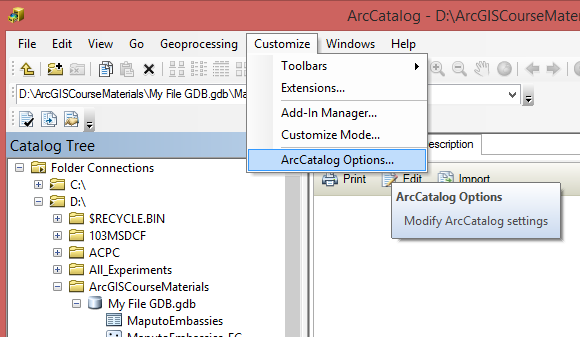 ArcCatalog - D:\ArcGISCourseMater
File Edit View Go Geoprocessing Customize Windows Help
Toolbars
Extensions...
D:\ArcGISCourseMaterials\My File GDB.gdb\Ma
Add-In Manager...
Customize Mode...
Catalog Tree
escription
ArcCatalog Options...
Folder Connections
Print Edit Import
C:\
ArcCatalog Options
D:\
$RECYCLE.BIN
Modify ArcCatalog settings
103MSDCF
ACPC
All_Experiments
ArcGISCourseMaterials
My File GDB.gdb
MaputoEmbassies